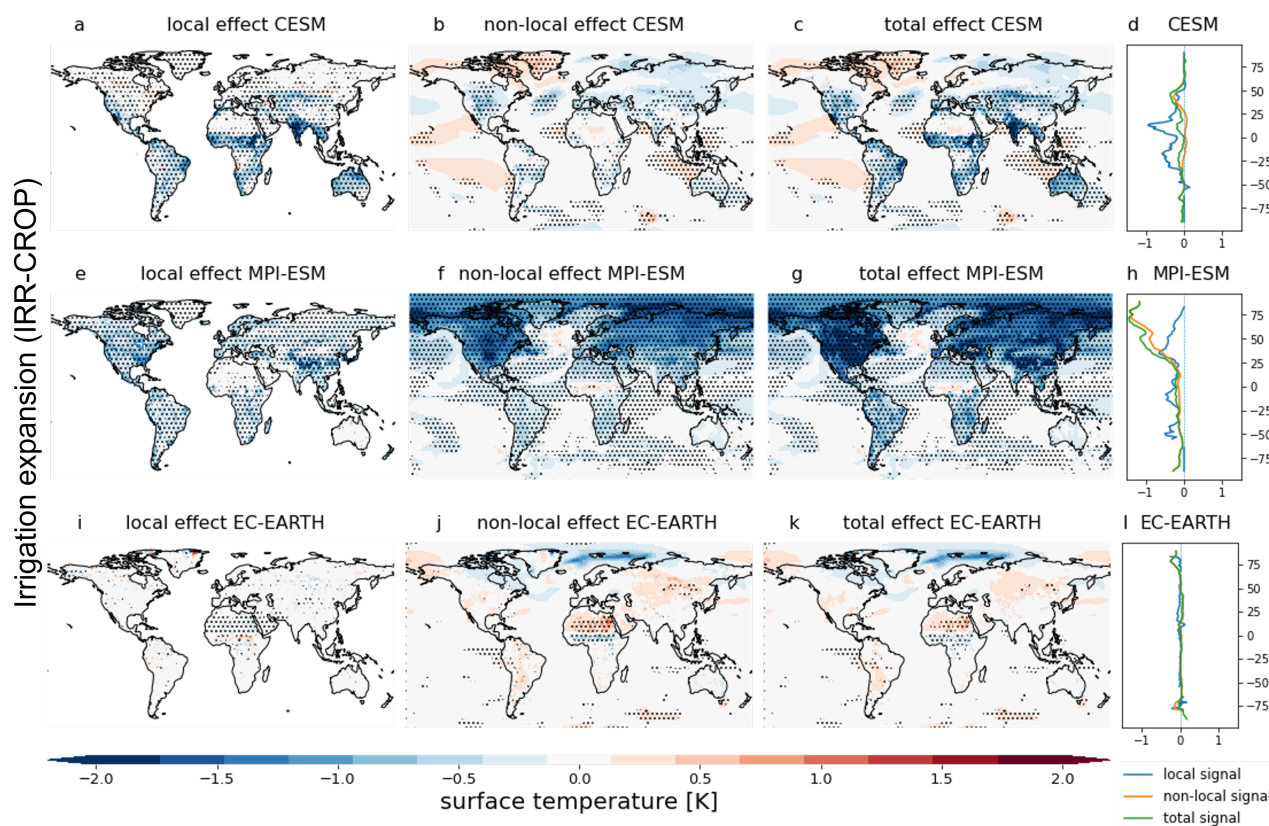 a local effect CESM
b non-local effect CESM
c total effect CESM
d CESM
75
50
25
0
−25
−50
−75
−1 0 1
Irrigation expansion (IRR-CROP)
e local effect MPI-ESM
f non-local effect MPI-ESM
g total effect MPI-ESM
h MPI-ESM
75
50
25
0
−25
−50
−75
−1 0 1
i local effect EC-EARTH
j non-local effect EC-EARTH
k total effect EC-EARTH
l EC-EARTH
75
50
25
0
−25
−50
−75
−1 0 1
−2.0 −1.5 −1.0 −0.5 0.0 0.5 1.0 1.5 2.0
surface temperature [K]
local signal
non-local signal
total signal